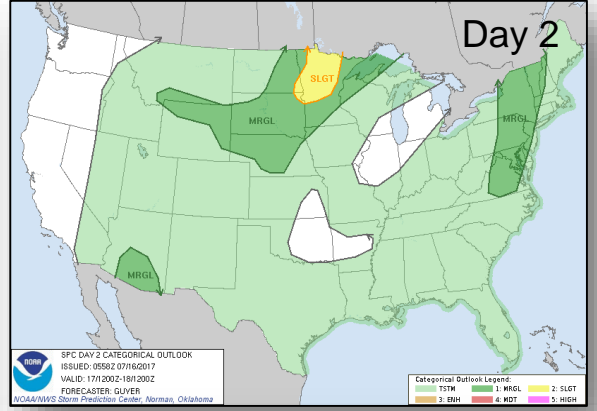 Day 2
SLGT
MRGL
MRGL
MRGL
NOAA
SPC DAY 2 CATEGORICAL OUTLOOK
ISSUED: 0558Z 07/16/2017
VALID: 17/1200Z-18/1200Z
FORECASTER: GUYER
NOAA/NWS Storm Prediction Center, Norman, Oklahoma
Categorical Outlook Legend:
TSTM 1: MRGL 2: SLGT
3: ENH 4: MDT 5: HIGH